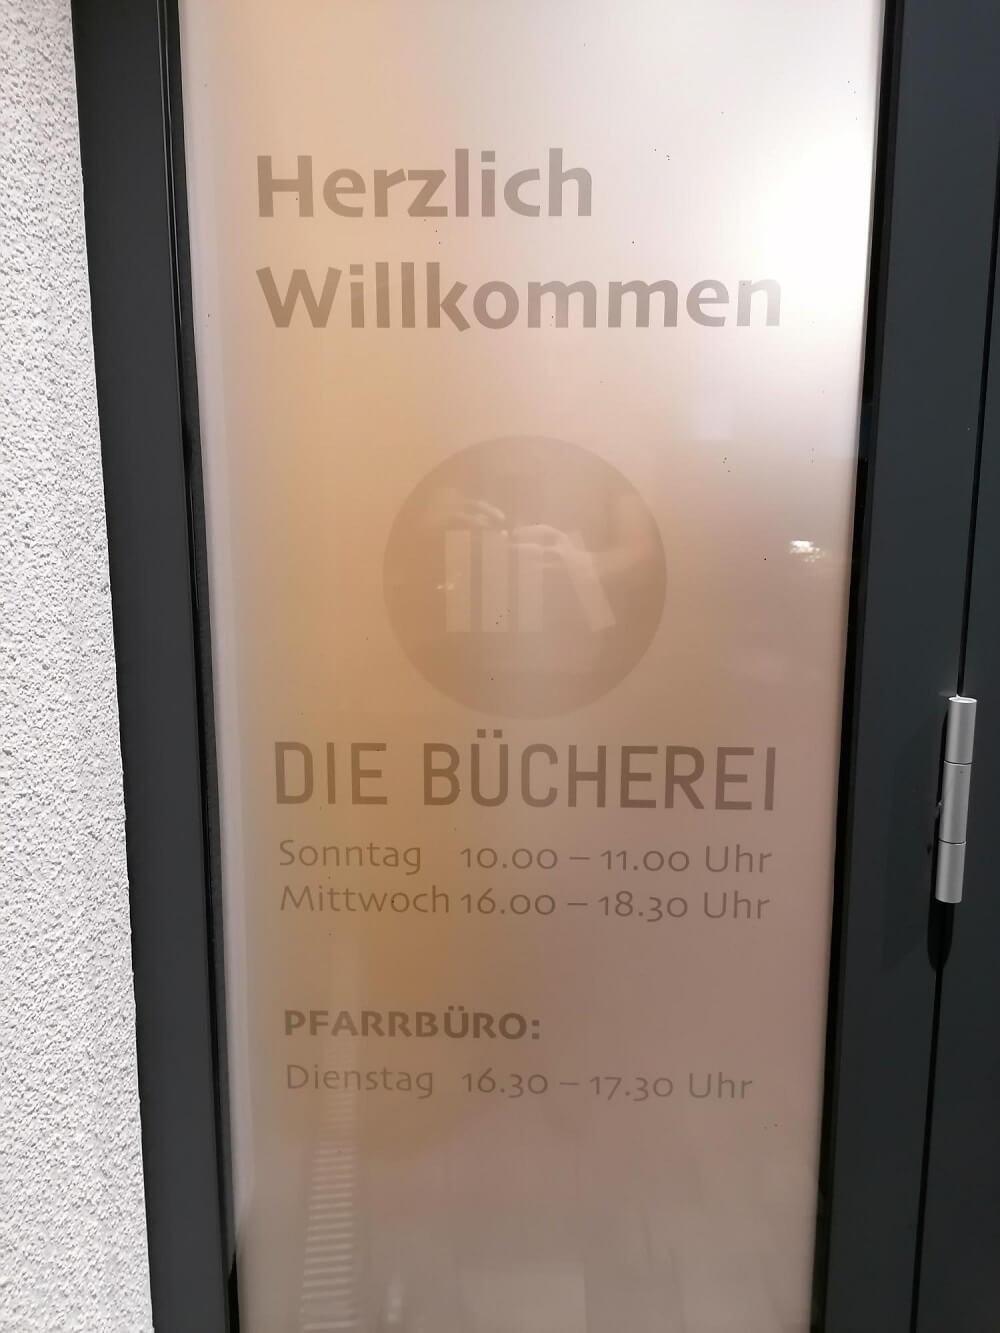 Herzlich
Willkommen
DIE BÜCHEREI
Sonntag 10.00 – 11.00 Uhr
Mittwoch 16.00 – 18.30 Uhr
PFARRBÜRO:
Dienstag 16.30 – 17.30 Uhr